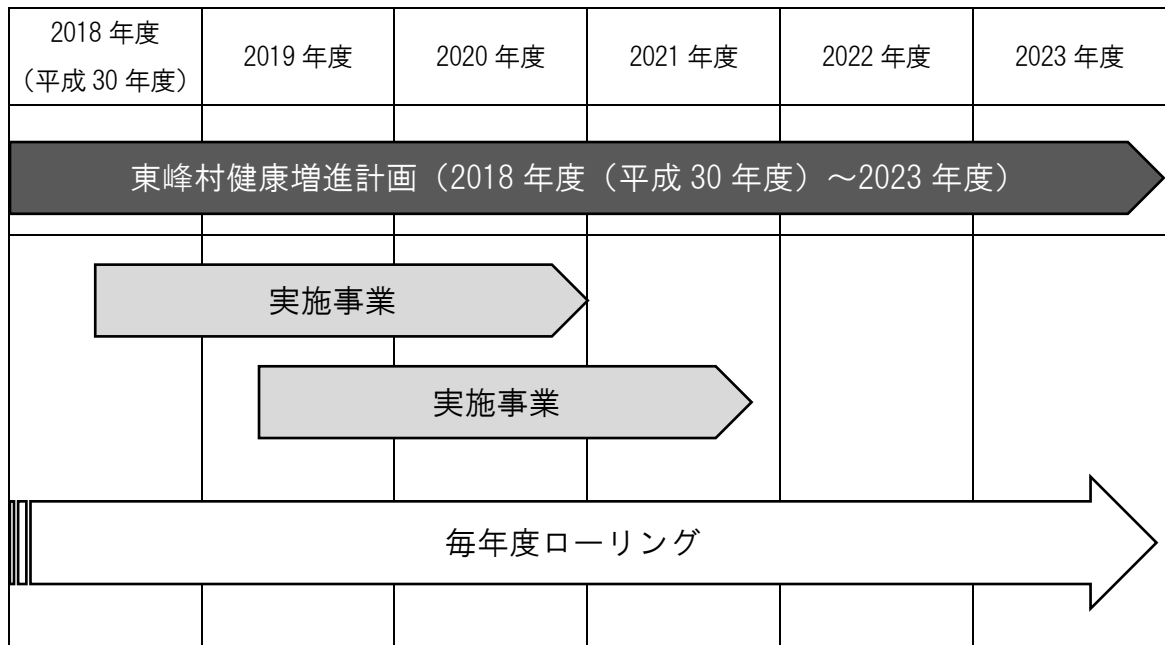 2018 年度
（平成 30 年度）
2019 年度
2020 年度
2021 年度
2022 年度
2023 年度
東峰村健康増進計画（2018 年度（平成 30 年度）～2023 年度）
実施事業
実施事業
毎年度ローリング